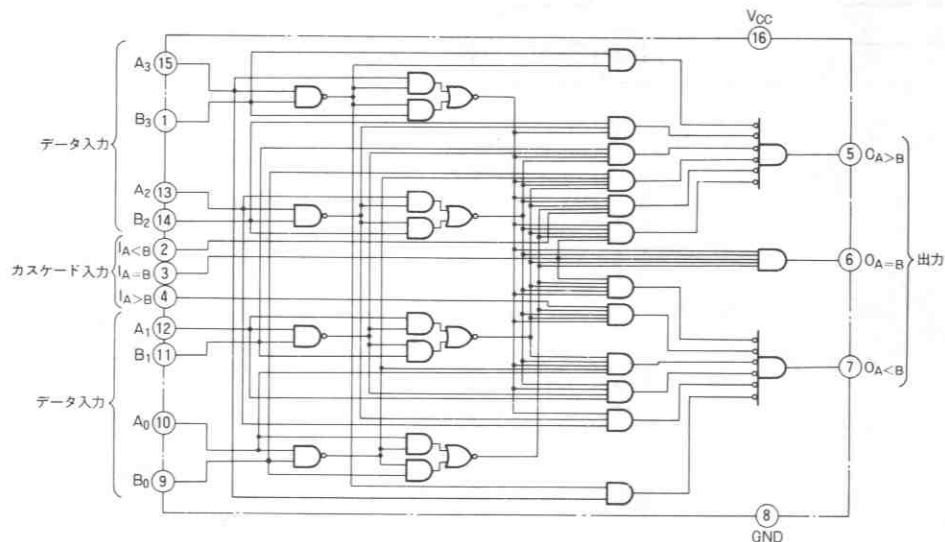 VCC
16
A3 15
B3 1
データ入力
A2 13
B2 14
IA<B 2
カスケード入力 IA=B 3
IA>B 4
A1 12
B1 11
データ入力
A0 10
B0 9
5 OA>B
6 OA=B 出力
7 OA<B
8
GND